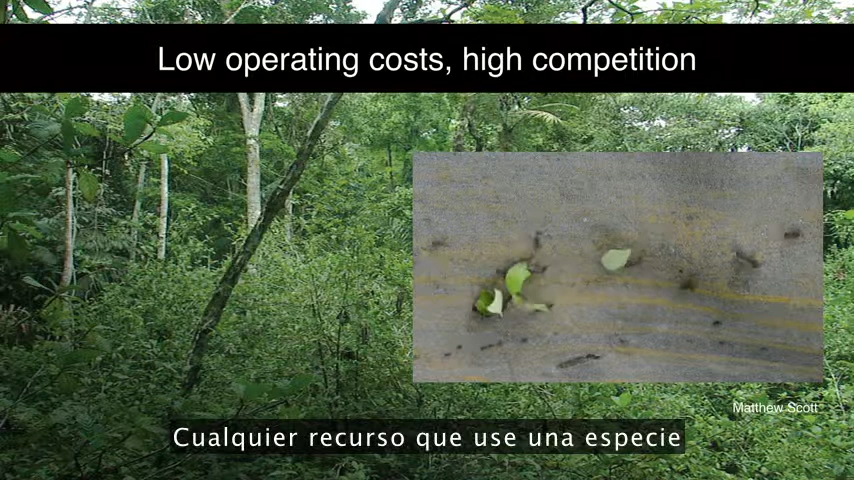 Low operating costs, high competition
Matthew Scott
Cualquier recurso que use una especie